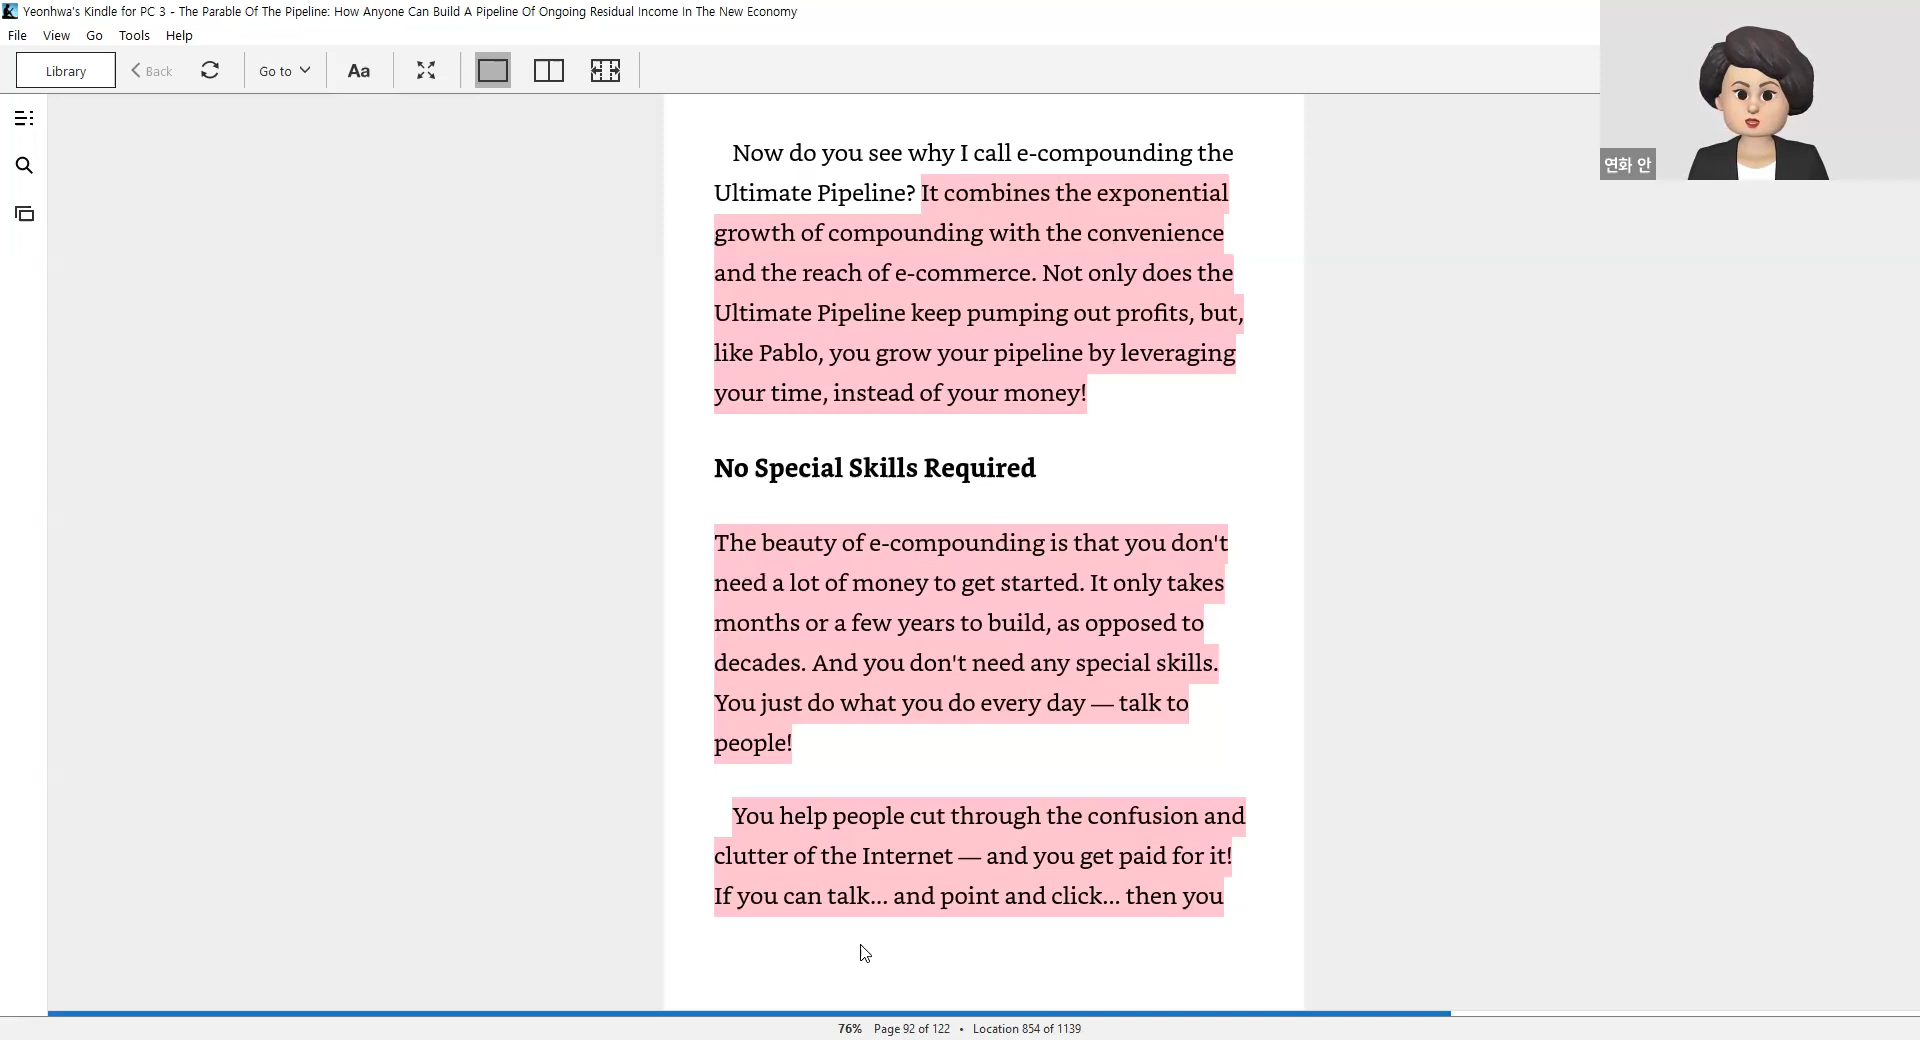 Yeonhwa's Kindle for PC 3 - The Parable Of The Pipeline: How Anyone Can Build A Pipeline Of Ongoing Residual Income In The New Economy
File View Go Tools Help
Library Back Go to Aa
연화 안
Now do you see why I call e-compounding the
Ultimate Pipeline? It combines the exponential
growth of compounding with the convenience
and the reach of e-commerce. Not only does the
Ultimate Pipeline keep pumping out profits, but,
like Pablo, you grow your pipeline by leveraging
your time, instead of your money!
No Special Skills Required
The beauty of e-compounding is that you don't
need a lot of money to get started. It only takes
months or a few years to build, as opposed to
decades. And you don't need any special skills.
You just do what you do every day — talk to
people!
You help people cut through the confusion and
clutter of the Internet — and you get paid for it!
If you can talk... and point and click... then you
76% Page 92 of 122 • Location 854 of 1139